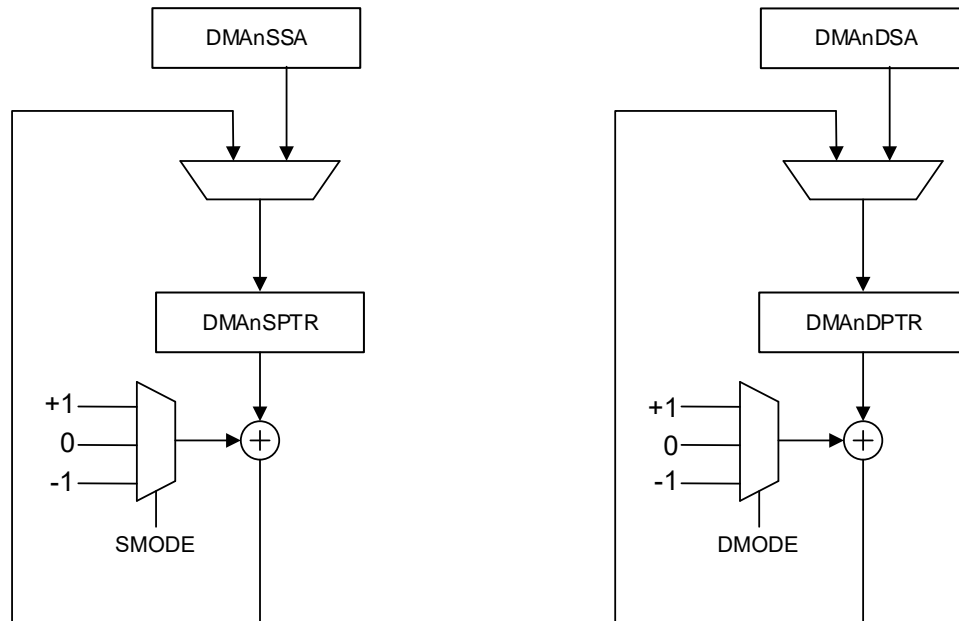 DMAnSSA
DMAnSPTR
+1
0
-1
+
SMODE
DMAnDSA
DMAnDPTR
+1
0
-1
+
DMODE